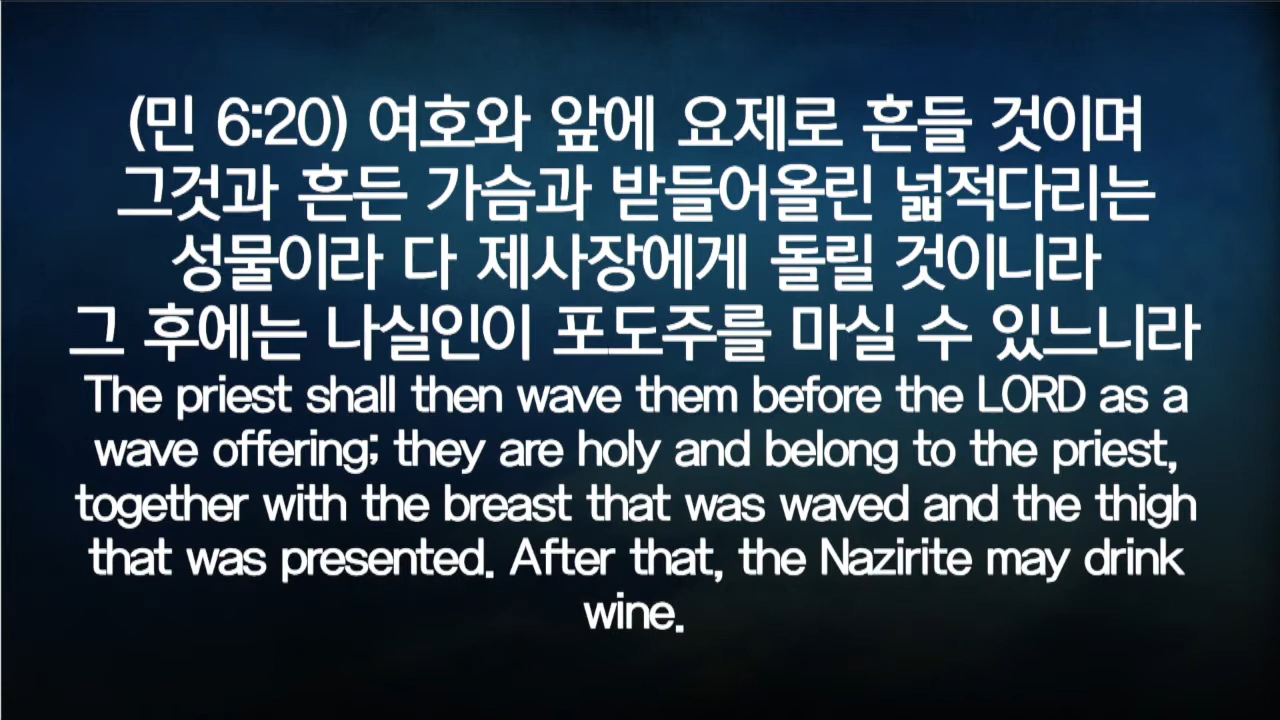 (민 6:20) 여호와 앞에 요제로 흔들 것이며
그것과 흔든 가슴과 받들어올린 넓적다리는
성물이라 다 제사장에게 돌릴 것이니라
그 후에는 나실인이 포도주를 마실 수 있느니라
The priest shall then wave them before the LORD as a
wave offering; they are holy and belong to the priest,
together with the breast that was waved and the thigh
that was presented. After that, the Nazirite may drink
wine.